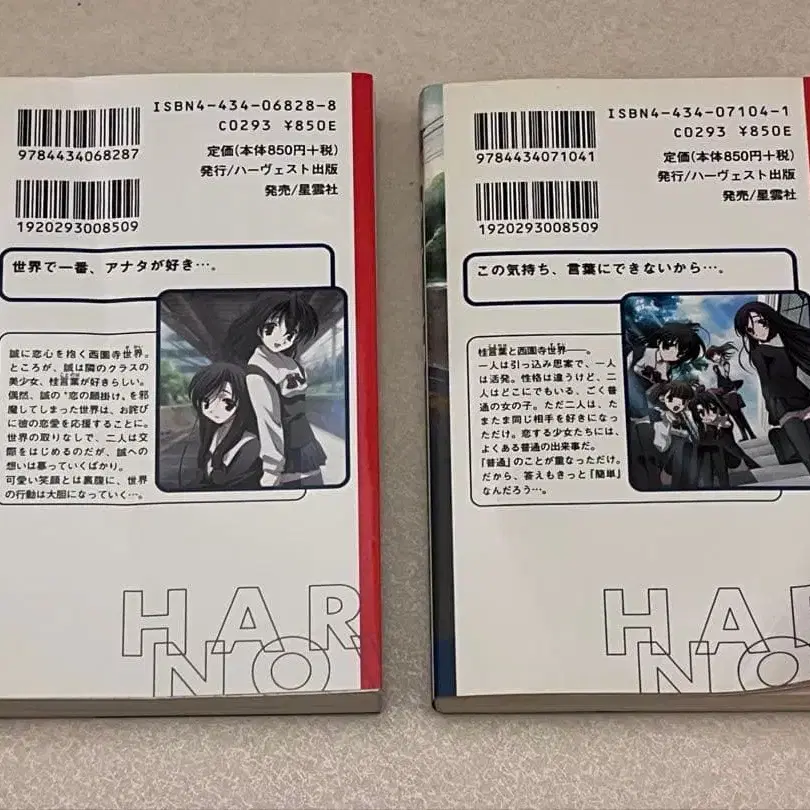 ISBN4-434-06828-8
C0293 ¥850E
9784434068287
定価(本体850円+税)
発行/ハーヴェスト出版
発売/星雲社
1920293008509
世界で一番、アナタが好き…。
誠に恋心を抱く西園寺世界。
ところが、誠は隣のクラスの
美少女、桂言葉が好きらしい。
偶然、誠の“恋の願掛け”を邪
魔してしまった世界は、お詫び
に彼の恋愛を応援することに。
世界の取りなしで、二人は交
際をはじめるのだが、誠への
想いは募っていくばかり。
可愛い笑顔とは裏腹に、世界
の行動は大胆になっていく…。
HAR
NOV
ISBN4-434-07104-1
C0293 ¥850E
9784434071041
定価(本体850円+税)
発行/ハーヴェスト出版
発売/星雲社
1920293008509
この気持ち、言葉にできないから…。
桂言葉と西園寺世界――。
一人は引っ込み思案で、一人
は活発。性格は違うけど、二
人はどこにでもいる、ごく普
通の女の子。ただ二人は、た
またま同じ相手を好きになっ
ただけ。恋する少女たちには、
よくある普通の出来事だ。
「普通」のことが重なっただけ。
だから、答えもきっと「簡単」
なんだろう…。
HAR
NO